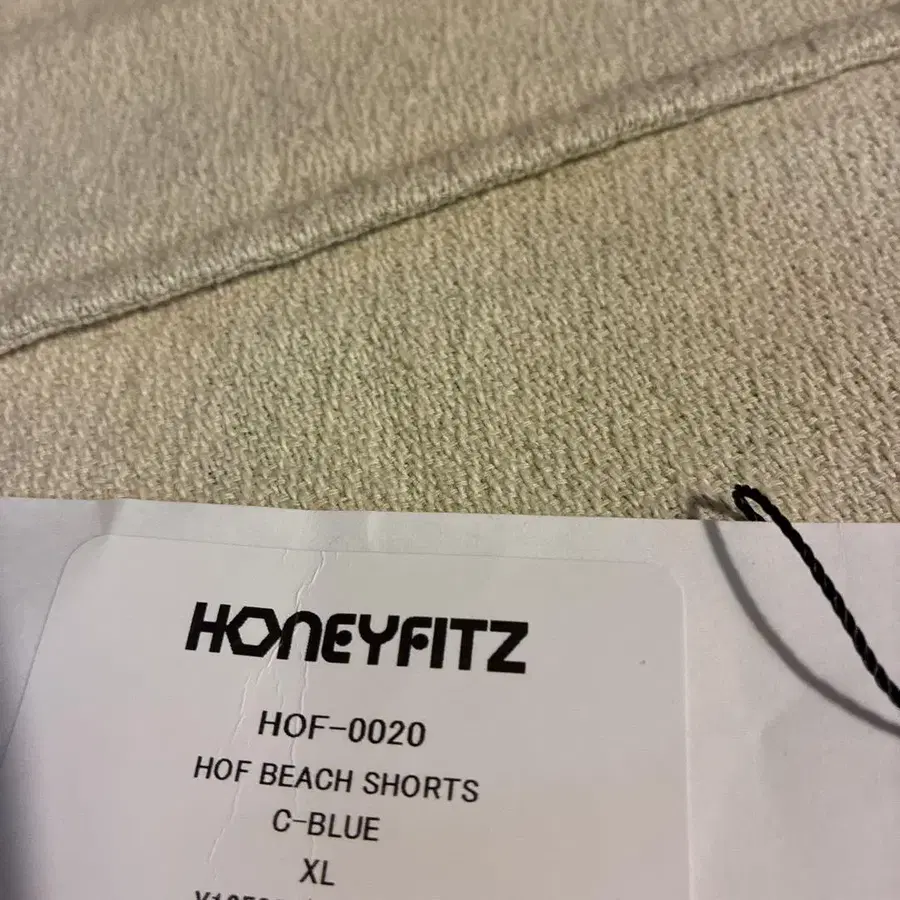 HONEYFITZ
HOF-0020
HOF BEACH SHORTS
C-BLUE
XL